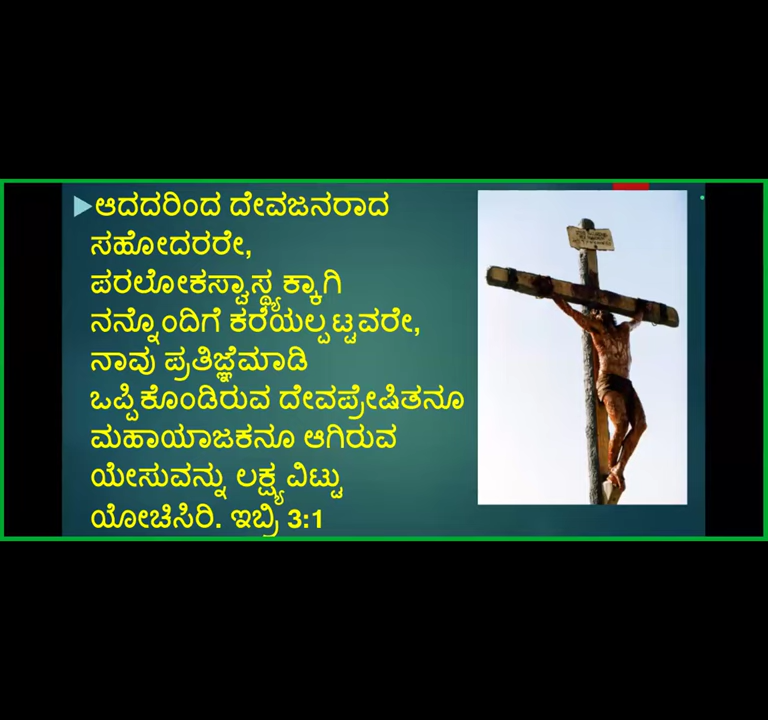 ಆದದರಿಂದ ದೇವಜನರಾದ
ಸಹೋದರರೇ,
ಪರಲೋಕಸ್ವಾಸ್ಥ್ಯಕ್ಕಾಗಿ
ನನ್ನೊಂದಿಗೆ ಕರೆಯಲ್ಪಟ್ಟವರೇ,
ನಾವು ಪ್ರತಿಜ್ಞೆಮಾಡಿ
ಒಪ್ಪಿಕೊಂಡಿರುವ ದೇವಪ್ರೇಷಿತನೂ
ಮಹಾಯಾಜಕನೂ ಆಗಿರುವ
ಯೇಸುವನ್ನು ಲಕ್ಷ್ಯವಿಟ್ಟು
ಯೋಚಿಸಿರಿ. ಇಬ್ರಿ 3:1